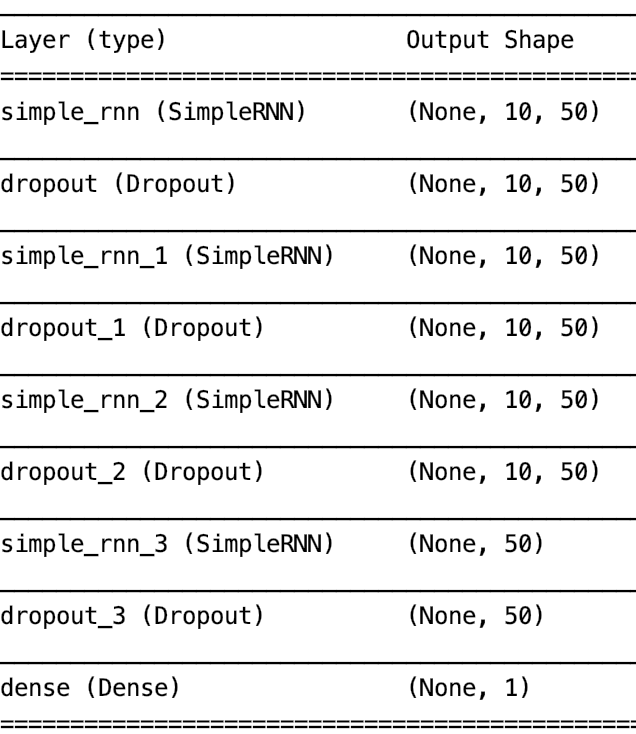 Layer (type) Output Shape
=================================================
simple_rnn (SimpleRNN) (None, 10, 50)
dropout (Dropout) (None, 10, 50)
simple_rnn_1 (SimpleRNN) (None, 10, 50)
dropout_1 (Dropout) (None, 10, 50)
simple_rnn_2 (SimpleRNN) (None, 10, 50)
dropout_2 (Dropout) (None, 10, 50)
simple_rnn_3 (SimpleRNN) (None, 50)
dropout_3 (Dropout) (None, 50)
dense (Dense) (None, 1)
=================================================